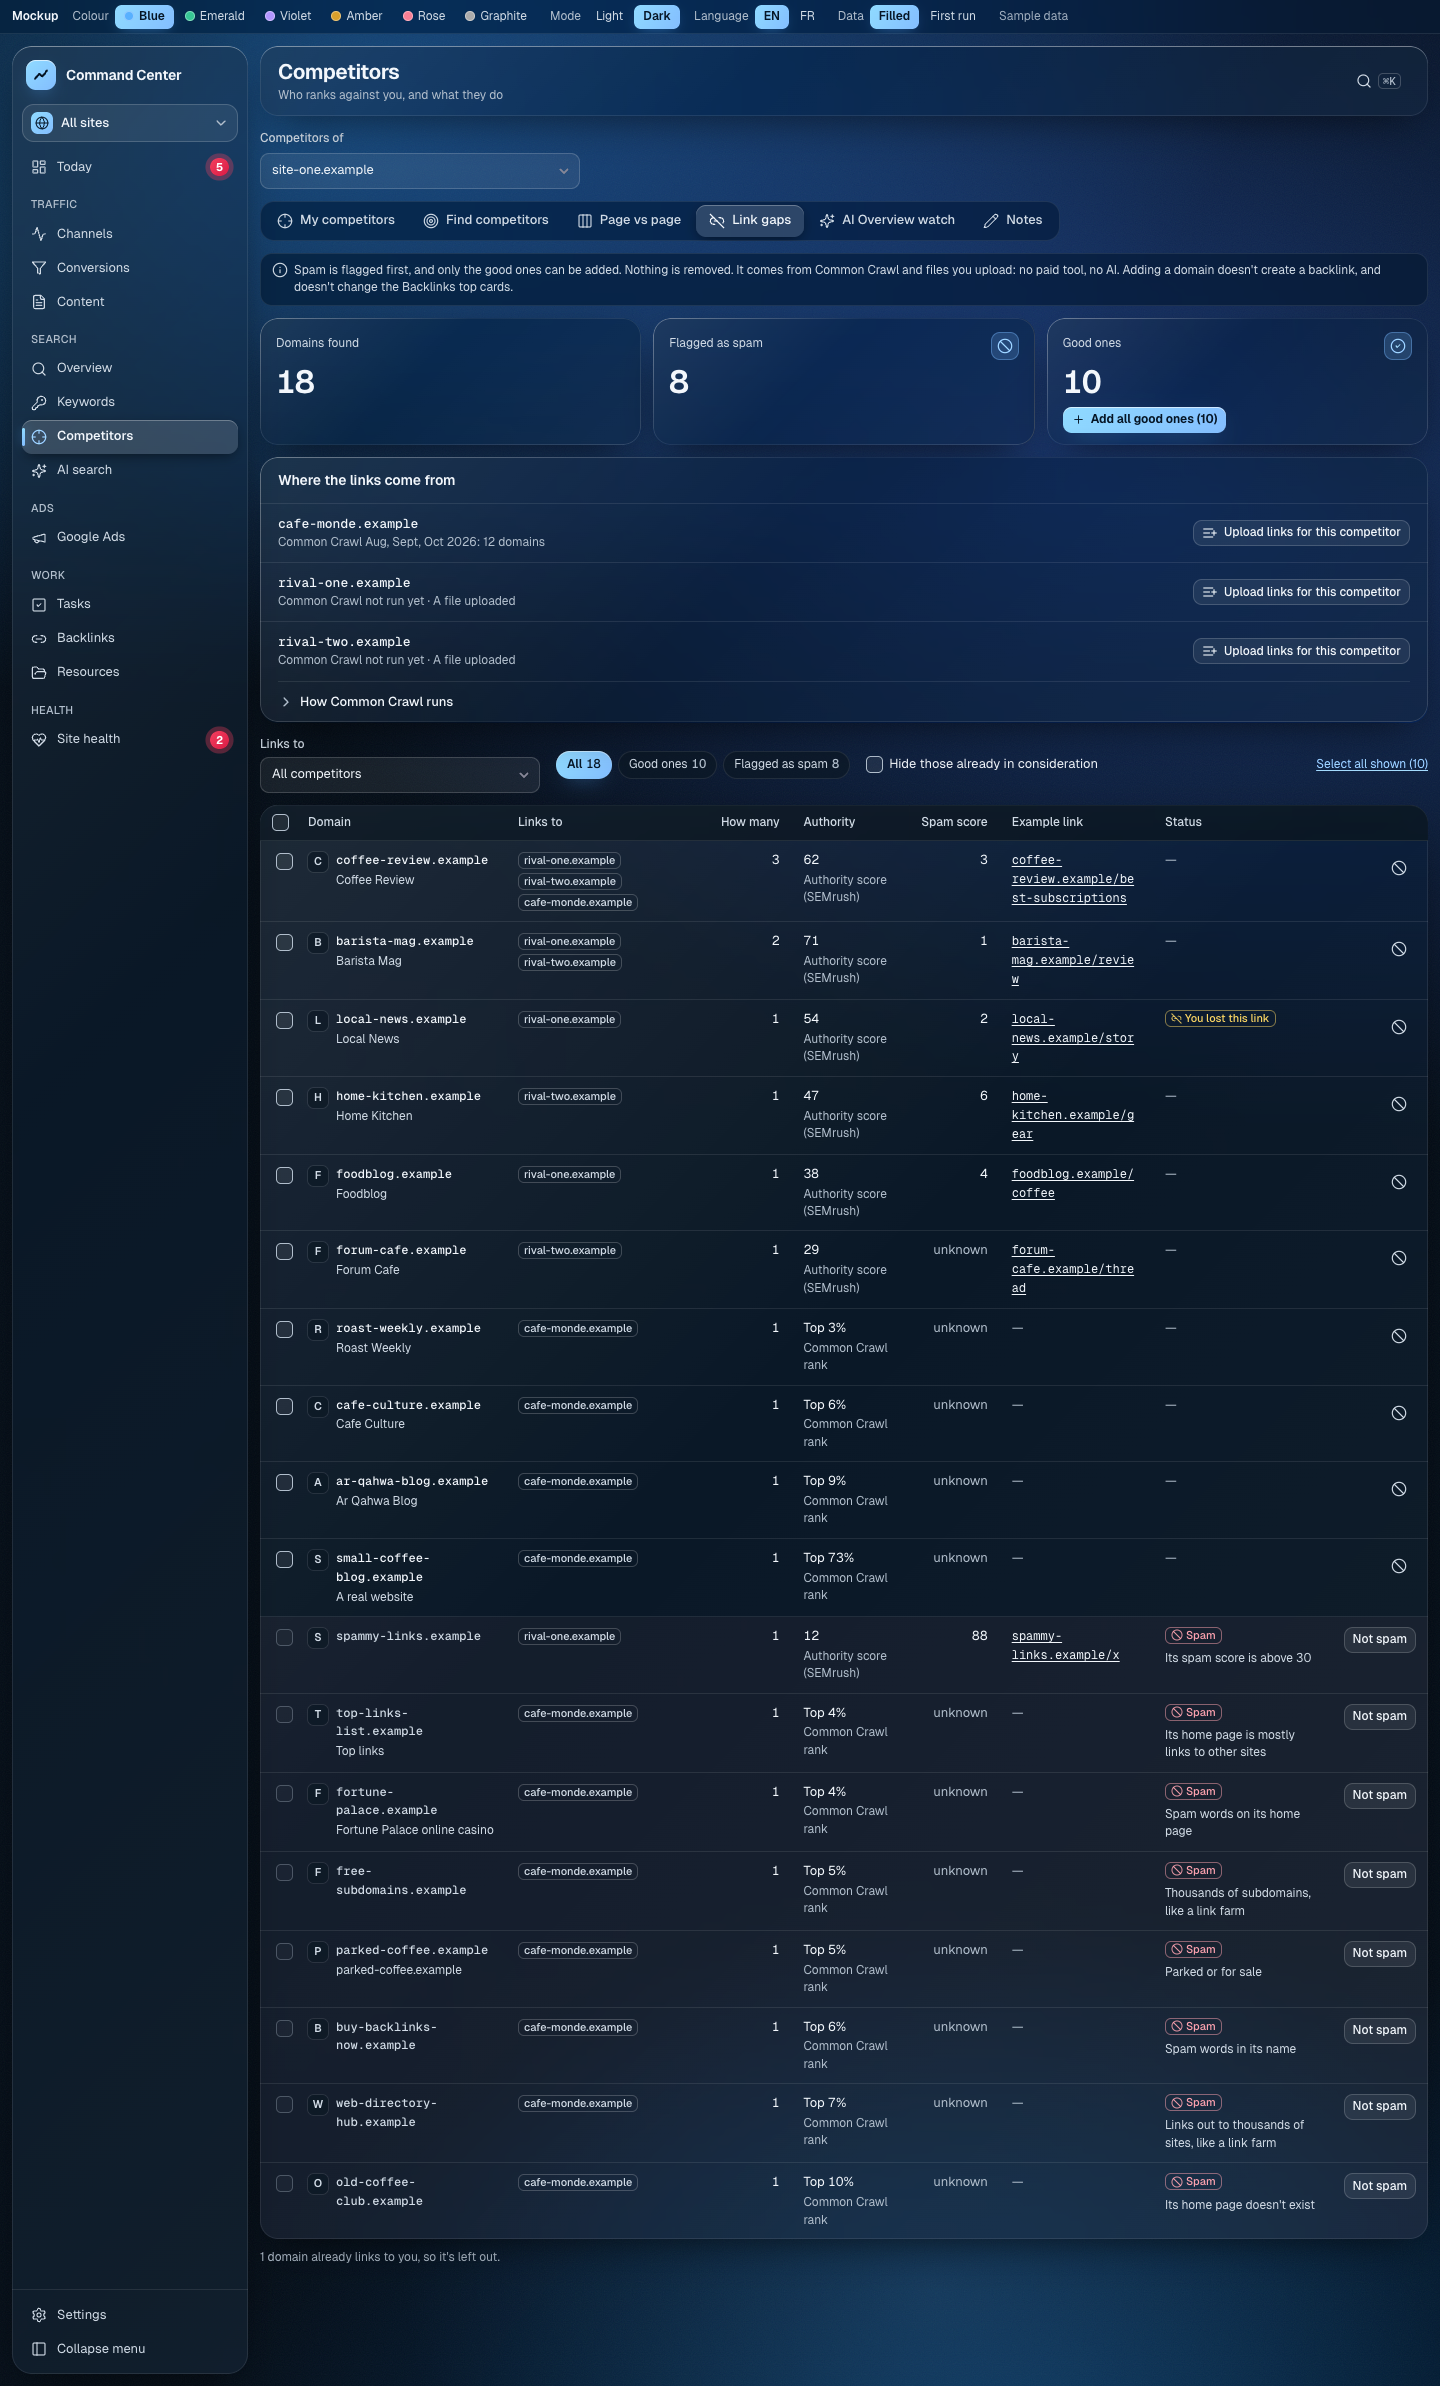 Mockup Colour Blue Emerald Violet Amber Rose Graphite Mode Light Dark Language EN FR Data Filled First run Sample data
Command Center
All sites
Today 5
TRAFFIC
Channels
Conversions
Content
SEARCH
Overview
Keywords
Competitors
AI search
ADS
Google Ads
WORK
Tasks
Backlinks
Resources
HEALTH
Site health 2
Settings
Collapse menu
Competitors
Who ranks against you, and what they do
⌘K
Competitors of
site-one.example
My competitors Find competitors Page vs page Link gaps AI Overview watch Notes
Spam is flagged first, and only the good ones can be added. Nothing is removed. It comes from Common Crawl and files you upload: no paid tool, no AI. Adding a domain doesn't create a backlink, and
doesn't change the Backlinks top cards.
Domains found
18
Flagged as spam
8
Good ones
10
Add all good ones (10)
Where the links come from
cafe-monde.example
Common Crawl Aug, Sept, Oct 2026: 12 domains
Upload links for this competitor
rival-one.example
Common Crawl not run yet · A file uploaded
Upload links for this competitor
rival-two.example
Common Crawl not run yet · A file uploaded
Upload links for this competitor
How Common Crawl runs
Links to
All competitors
All 18 Good ones 10 Flagged as spam 8 Hide those already in consideration Select all shown (10)
Domain Links to How many Authority Spam score Example link Status
C coffee-review.example rival-one.example 3 62 3 coffee- —
Coffee Review rival-two.example Authority score review.example/be
cafe-monde.example (SEMrush) st-subscriptions
B barista-mag.example rival-one.example 2 71 1 barista- —
Barista Mag rival-two.example Authority score mag.example/revie
(SEMrush) w
L local-news.example rival-one.example 1 54 2 local- You lost this link
Local News Authority score news.example/stor
(SEMrush) y
H home-kitchen.example rival-two.example 1 47 6 home- —
Home Kitchen Authority score kitchen.example/g
(SEMrush) ear
F foodblog.example rival-one.example 1 38 4 foodblog.example/ —
Foodblog Authority score coffee
(SEMrush)
F forum-cafe.example rival-two.example 1 29 unknown forum- —
Forum Cafe Authority score cafe.example/thre
(SEMrush) ad
R roast-weekly.example cafe-monde.example 1 Top 3% unknown — —
Roast Weekly Common Crawl
rank
C cafe-culture.example cafe-monde.example 1 Top 6% unknown — —
Cafe Culture Common Crawl
rank
A ar-qahwa-blog.example cafe-monde.example 1 Top 9% unknown — —
Ar Qahwa Blog Common Crawl
rank
S small-coffee- cafe-monde.example 1 Top 73% unknown — —
blog.example Common Crawl
A real website rank
S spammy-links.example rival-one.example 1 12 88 spammy- Spam Not spam
Authority score links.example/x Its spam score is above 30
(SEMrush)
T top-links- cafe-monde.example 1 Top 4% unknown — Spam Not spam
list.example Common Crawl Its home page is mostly
Top links rank links to other sites
F fortune- cafe-monde.example 1 Top 4% unknown — Spam Not spam
palace.example Common Crawl Spam words on its home
Fortune Palace online casino rank page
F free- cafe-monde.example 1 Top 5% unknown — Spam Not spam
subdomains.example Common Crawl Thousands of subdomains,
rank like a link farm
P parked-coffee.example cafe-monde.example 1 Top 5% unknown — Spam Not spam
parked-coffee.example Common Crawl Parked or for sale
rank
B buy-backlinks- cafe-monde.example 1 Top 6% unknown — Spam Not spam
now.example Common Crawl Spam words in its name
rank
W web-directory- cafe-monde.example 1 Top 7% unknown — Spam Not spam
hub.example Common Crawl Links out to thousands of
rank sites, like a link farm
O old-coffee- cafe-monde.example 1 Top 10% unknown — Spam Not spam
club.example Common Crawl Its home page doesn't exist
rank
1 domain already links to you, so it's left out.